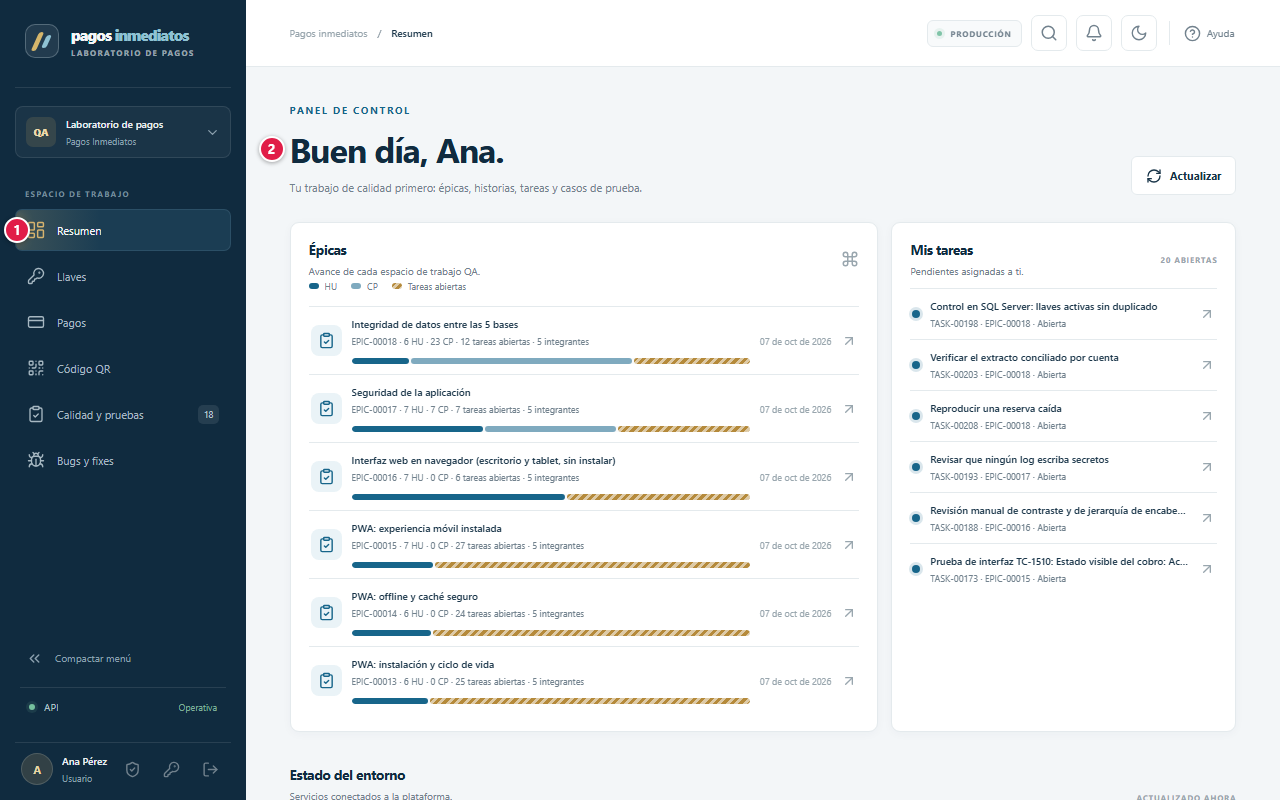 pagos inmediatos
LABORATORIO DE PAGOS
QA
Laboratorio de pagos
Pagos Inmediatos
ESPACIO DE TRABAJO
1
Resumen
Llaves
Pagos
Código QR
Calidad y pruebas
18
Bugs y fixes
Compactar menú
API
Operativa
A
Ana Pérez
Usuario
Pagos inmediatos / Resumen
PRODUCCIÓN
Ayuda
PANEL DE CONTROL
2
Buen día, Ana.
Tu trabajo de calidad primero: épicas, historias, tareas y casos de prueba.
Actualizar
Épicas
Avance de cada espacio de trabajo QA.
HU
CP
Tareas abiertas
Integridad de datos entre las 5 bases
EPIC-00018 · 6 HU · 23 CP · 12 tareas abiertas · 5 integrantes
07 de oct de 2026
Seguridad de la aplicación
EPIC-00017 · 7 HU · 7 CP · 7 tareas abiertas · 5 integrantes
07 de oct de 2026
Interfaz web en navegador (escritorio y tablet, sin instalar)
EPIC-00016 · 7 HU · 0 CP · 6 tareas abiertas · 5 integrantes
07 de oct de 2026
PWA: experiencia móvil instalada
EPIC-00015 · 7 HU · 0 CP · 27 tareas abiertas · 5 integrantes
07 de oct de 2026
PWA: offline y caché seguro
EPIC-00014 · 6 HU · 0 CP · 24 tareas abiertas · 5 integrantes
07 de oct de 2026
PWA: instalación y ciclo de vida
EPIC-00013 · 6 HU · 0 CP · 25 tareas abiertas · 5 integrantes
07 de oct de 2026
Mis tareas
Pendientes asignadas a ti.
20 ABIERTAS
Control en SQL Server: llaves activas sin duplicado
TASK-00198 · EPIC-00018 · Abierta
Verificar el extracto conciliado por cuenta
TASK-00203 · EPIC-00018 · Abierta
Reproducir una reserva caída
TASK-00208 · EPIC-00018 · Abierta
Revisar que ningún log escriba secretos
TASK-00193 · EPIC-00017 · Abierta
Revisión manual de contraste y de jerarquía de encabe...
TASK-00188 · EPIC-00016 · Abierta
Prueba de interfaz TC-1510: Estado visible del cobro: Ac...
TASK-00173 · EPIC-00015 · Abierta
Estado del entorno
Servicios conectados a la plataforma.
ACTUALIZADO AHORA